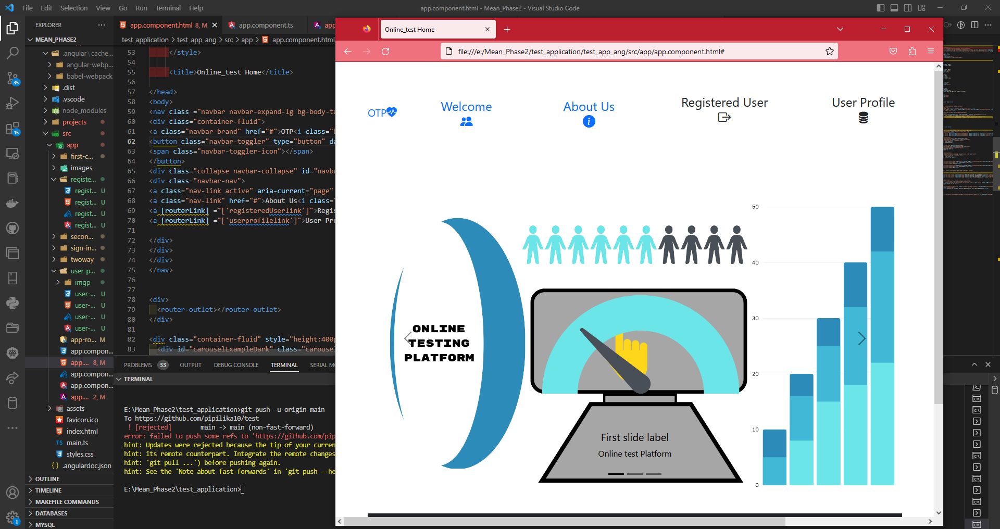 File Edit Selection View Go Run Terminal Help
app.component.html - Mean_Phase2 - Visual Studio Code
EXPLORER
MEAN_PHASE2
.angular\cache...
angular-webp...
babel-webpack
.dist
.vscode
node_modules
projects
src
app
first-c...
images
registe...
regist... U
regist... U
regist... U
regist... U
secon...
sign-in...
twoway
user-p...
imgp
user-... U
user-... U
user-... U
user-... U
app-ro... M
app.compon...
app.... 8, M
app.compon...
app.compon...
app.... 2, M
assets
favicon.ico
index.html
TS main.ts
styles.css
{ } .angulardoc.json
OUTLINE
TIMELINE
MAKEFILE COMMANDS
DATABASES
MYSQL
35
15
1
app.component.html 8, M
app.component.ts
app
test_application > test_app_ang > src > app > app.component.html
53 </style>
54
55 <title>Online_test Home</title>
56
57 </head>
58 <body>
59 <nav class ="navbar navbar-expand-lg bg-body-te
60 <div class="container-fluid">
61 <a class="navbar-brand" href="#">OTP<i class="
62 <button class="navbar-toggler" type="button" da
63 <span class="navbar-toggler-icon"></span>
64 </button>
65 <div class="collapse navbar-collapse" id="navba
66 <div class="navbar-nav">
67 <a class="nav-link active" aria-current="page"
68 <a class="nav-link" href="#">About Us<i class="
69 <a [routerLink] ="['registeredUserlink']">Regis
70 <a [routerLink] ="['userprofilelink']">User Pro
71
72 </div>
73 </div>
74 </div>
75 </nav>
76
77
78 <div>
79 <router-outlet></router-outlet>
80 </div>
81
82 <div class="container-fluid" style="height:400p
83 <div id="carouselExampleDark" class="carouse
PROBLEMS 33 OUTPUT DEBUG CONSOLE TERMINAL SERIAL MO
TERMINAL
E:\Mean_Phase2\test_application>git push -u origin main
To https://github.com/pipilika10/test
! [rejected] main -> main (non-fast-forward)
error: failed to push some refs to 'https://github.com/pip
hint: Updates were rejected because the tip of your curren
hint: its remote counterpart. Integrate the remote changes
hint: 'git pull ...') before pushing again.
hint: See the 'Note about fast-forwards' in 'git push --he
E:\Mean_Phase2\test_application>
Online_test Home
file:///e:/Mean_Phase2/test_application/test_app_ang/src/app/app.component.html#
OTP
Welcome
About Us
Registered User
User Profile
ONLINE
TESTING
PLATFORM
50
40
30
20
10
0
First slide label
Online test Platform